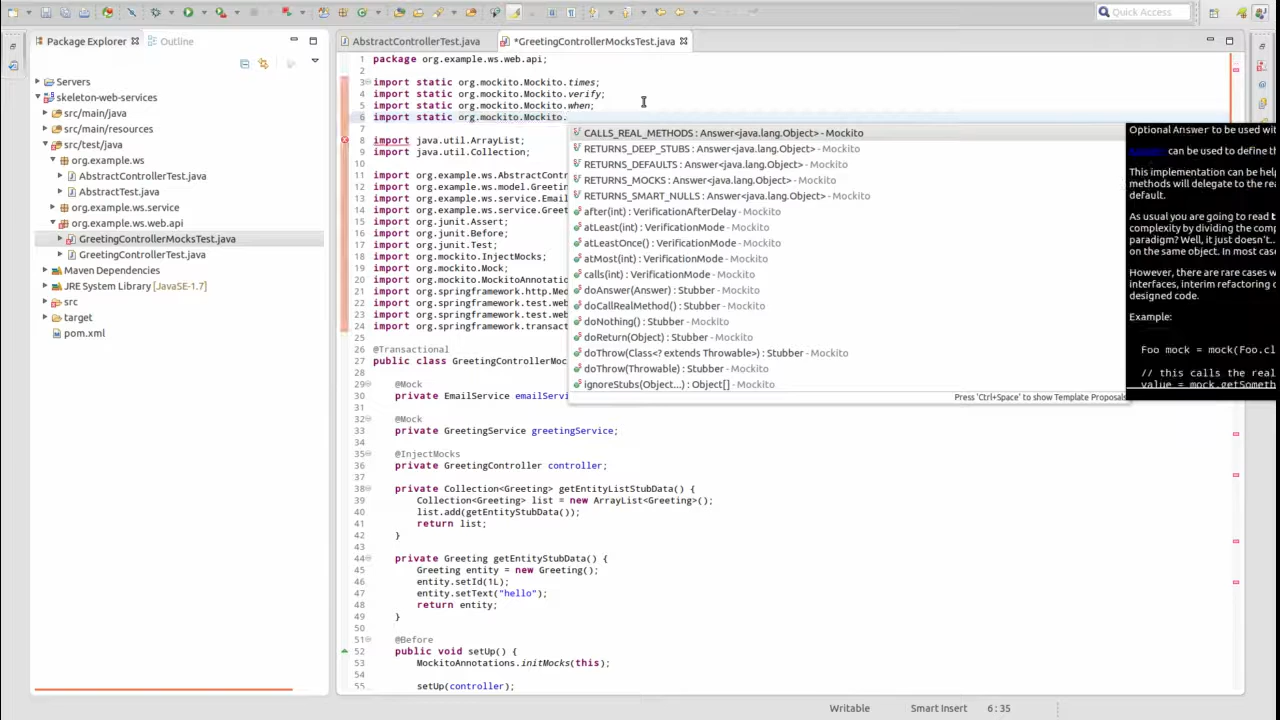 Quick Access
Package Explorer
Outline
Servers
skeleton-web-services
src/main/java
src/main/resources
src/test/java
org.example.ws
AbstractControllerTest.java
AbstractTest.java
org.example.ws.service
org.example.ws.web.api
GreetingControllerMocksTest.java
GreetingControllerTest.java
Maven Dependencies
JRE System Library [JavaSE-1.7]
src
target
pom.xml
AbstractControllerTest.java
*GreetingControllerMocksTest.java
1 package org.example.ws.web.api;
2
3 import static org.mockito.Mockito.times;
4 import static org.mockito.Mockito.verify;
5 import static org.mockito.Mockito.when;
6 import static org.mockito.Mockito.
7
8 import java.util.ArrayList;
9 import java.util.Collection;
10
11 import org.example.ws.AbstractContr
12 import org.example.ws.model.Greetin
13 import org.example.ws.service.Email
14 import org.example.ws.service.Greet
15 import org.junit.Assert;
16 import org.junit.Before;
17 import org.junit.Test;
18 import org.mockito.InjectMocks;
19 import org.mockito.Mock;
20 import org.mockito.MockitoAnnotatio
21 import org.springframework.http.Med
22 import org.springframework.test.web
23 import org.springframework.test.web
24 import org.springframework.transact
25
26 @Transactional
27 public class GreetingControllerMoc
28
29 @Mock
30 private EmailService emailServi
31
32 @Mock
33 private GreetingService greetingService;
34
35 @InjectMocks
36 private GreetingController controller;
37
38 private Collection<Greeting> getEntityListStubData() {
39 Collection<Greeting> list = new ArrayList<Greeting>();
40 list.add(getEntityStubData());
41 return list;
42 }
43
44 private Greeting getEntityStubData() {
45 Greeting entity = new Greeting();
46 entity.setId(1L);
47 entity.setText("hello");
48 return entity;
49 }
50
51 @Before
52 public void setUp() {
53 MockitoAnnotations.initMocks(this);
54
55 setUp(controller);
CALLS_REAL_METHODS : Answer<java.lang.Object> - Mockito
RETURNS_DEEP_STUBS : Answer<java.lang.Object> - Mockito
RETURNS_DEFAULTS : Answer<java.lang.Object> - Mockito
RETURNS_MOCKS : Answer<java.lang.Object> - Mockito
RETURNS_SMART_NULLS : Answer<java.lang.Object> - Mockito
after(int) : VerificationAfterDelay - Mockito
atLeast(int) : VerificationMode - Mockito
atLeastOnce() : VerificationMode - Mockito
atMost(int) : VerificationMode - Mockito
calls(int) : VerificationMode - Mockito
doAnswer(Answer) : Stubber - Mockito
doCallRealMethod() : Stubber - Mockito
doNothing() : Stubber - Mockito
doReturn(Object) : Stubber - Mockito
doThrow(Class<? extends Throwable>) : Stubber - Mockito
doThrow(Throwable) : Stubber - Mockito
ignoreStubs(Object...) : Object[] - Mockito
Press 'Ctrl+Space' to show Template Proposals
Optional Answer to be used wit
can be used to define th
This implementation can be help
methods will delegate to the rea
default.
As usual you are going to read t
complexity by dividing the comp
paradigm? Well, it just doesn't...
on the same object. In most cas
However, there are rare cases w
interfaces, interim refactoring c
designed code.
Example:
Foo mock = mock(Foo.cl
// this calls the real
value = mock.getSometh
Writable
Smart Insert
6 : 35